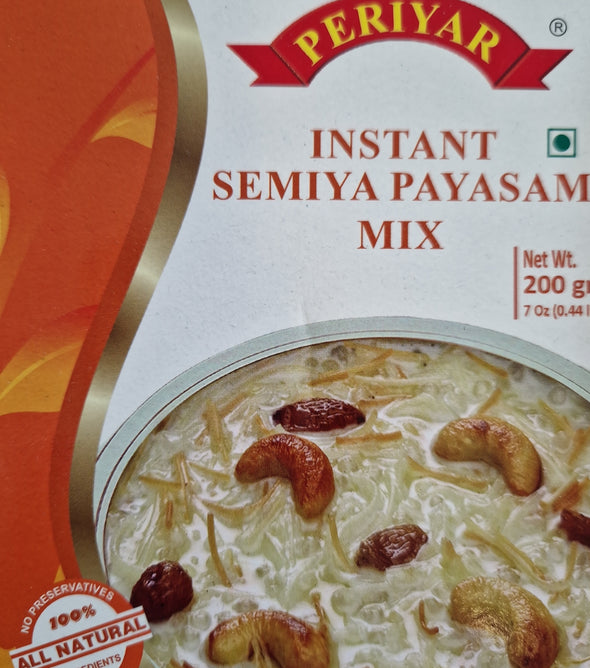 PERIYAR
®
INSTANT
SEMIYA PAYASAM
MIX
Net Wt.
200
7 Oz (0.44
NO PRESERVATIVES
100%
ALL NATURAL